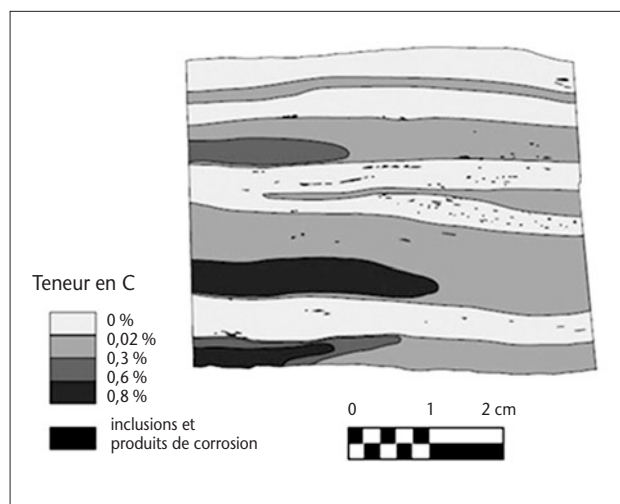 Teneur en C
0 %
0,02 %
0,3 %
0,6 %
0,8 %
inclusions et
produits de corrosion
0 1 2 cm